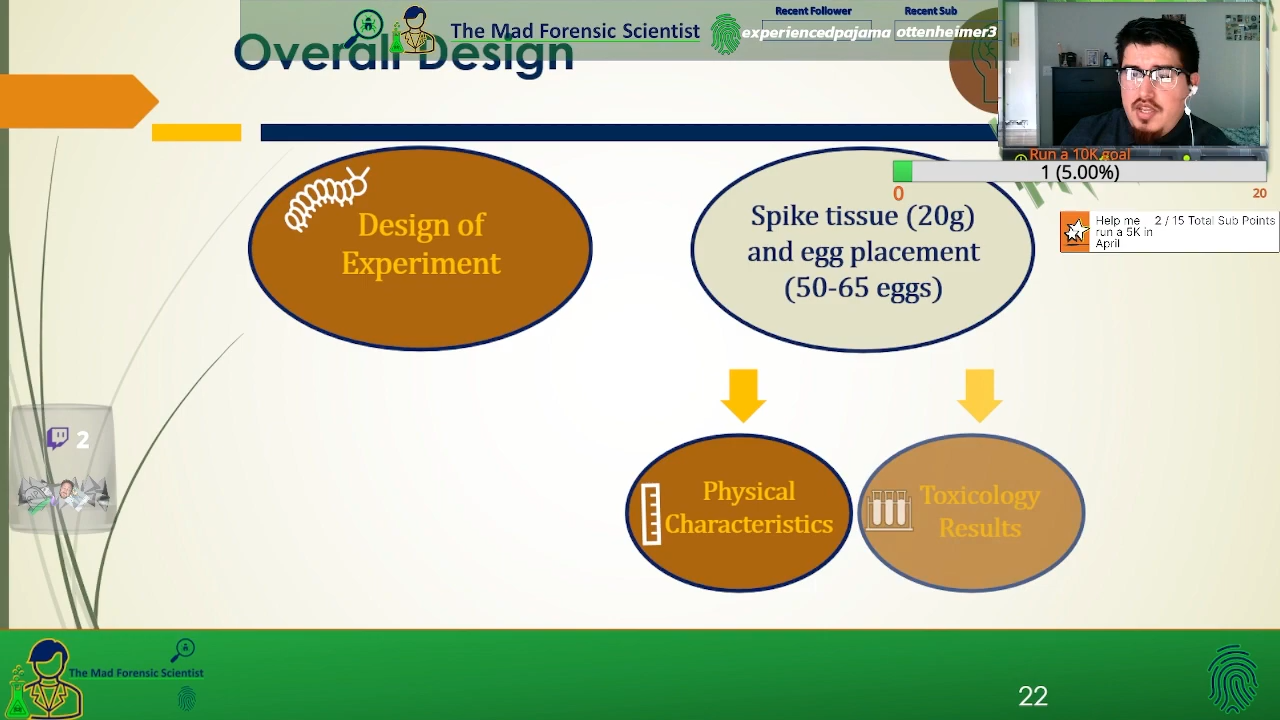 Recent Follower
Recent Sub
The Mad Forensic Scientist
experiencedpajama
ottenheimer3
Overall Design
Run a 10K goal
1 (5.00%)
0
20
Help me run a 5K in April
2 / 15 Total Sub Points
Design of
Experiment
Spike tissue (20g)
and egg placement
(50-65 eggs)
2
Physical
Characteristics
Toxicology
Results
The Mad Forensic Scientist
22